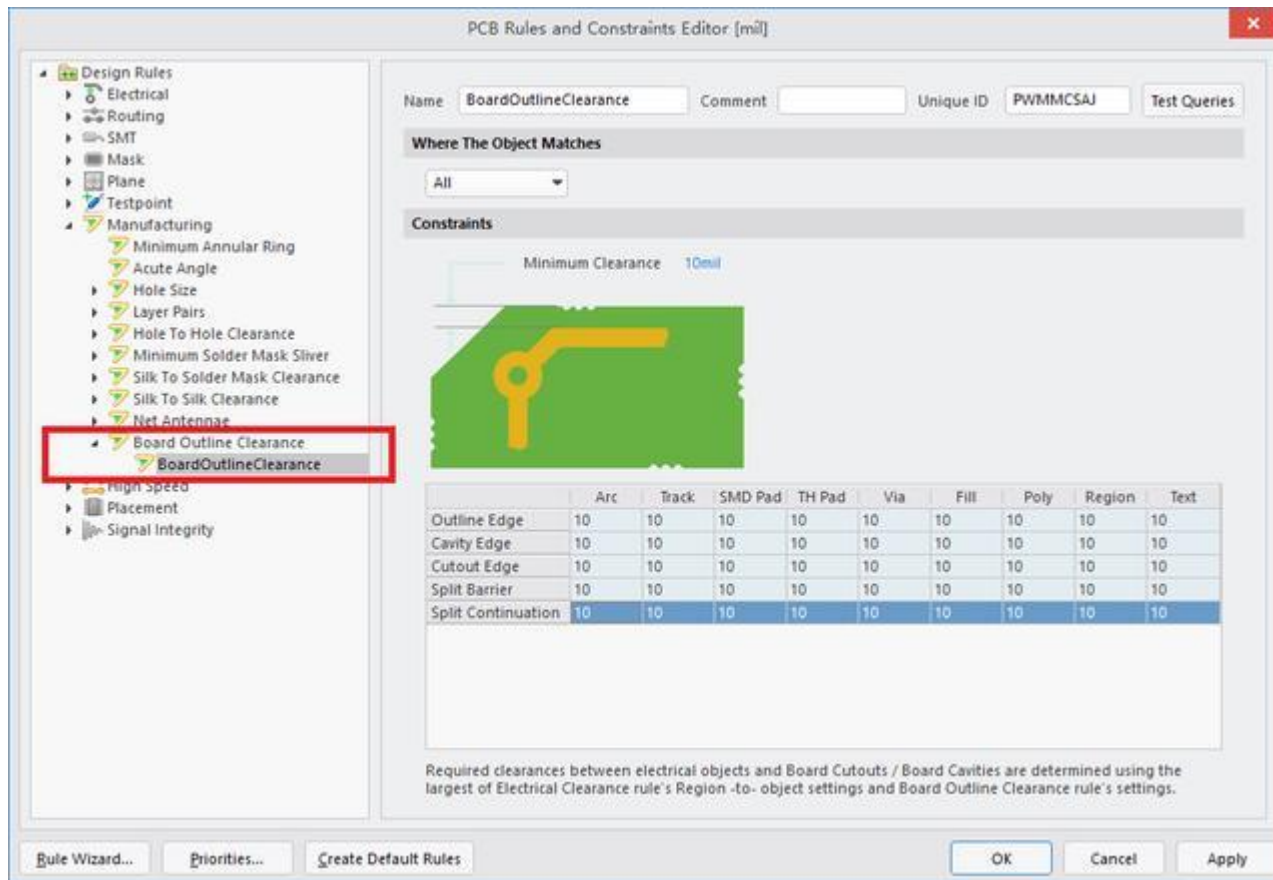 PCB Rules and Constraints Editor [mil]
Design Rules
Electrical
Routing
SMT
Mask
Plane
Testpoint
Manufacturing
Minimum Annular Ring
Acute Angle
Hole Size
Layer Pairs
Hole To Hole Clearance
Minimum Solder Mask Sliver
Silk To Solder Mask Clearance
Silk To Silk Clearance
Net Antennae
Board Outline Clearance
BoardOutlineClearance
High Speed
Placement
Signal Integrity
Name BoardOutlineClearance Comment Unique ID PWMMCSAJ Test Queries
Where The Object Matches
All
Constraints
Minimum Clearance 10mil
Arc Track SMD Pad TH Pad Via Fill Poly Region Text
Outline Edge 10 10 10 10 10 10 10 10 10
Cavity Edge 10 10 10 10 10 10 10 10 10
Cutout Edge 10 10 10 10 10 10 10 10 10
Split Barrier 10 10 10 10 10 10 10 10 10
Split Continuation 10 10 10 10 10 10 10 10 10
Required clearances between electrical objects and Board Cutouts / Board Cavities are determined using the
largest of Electrical Clearance rule's Region -to- object settings and Board Outline Clearance rule's settings.
Rule Wizard... Priorities... Create Default Rules OK Cancel Apply